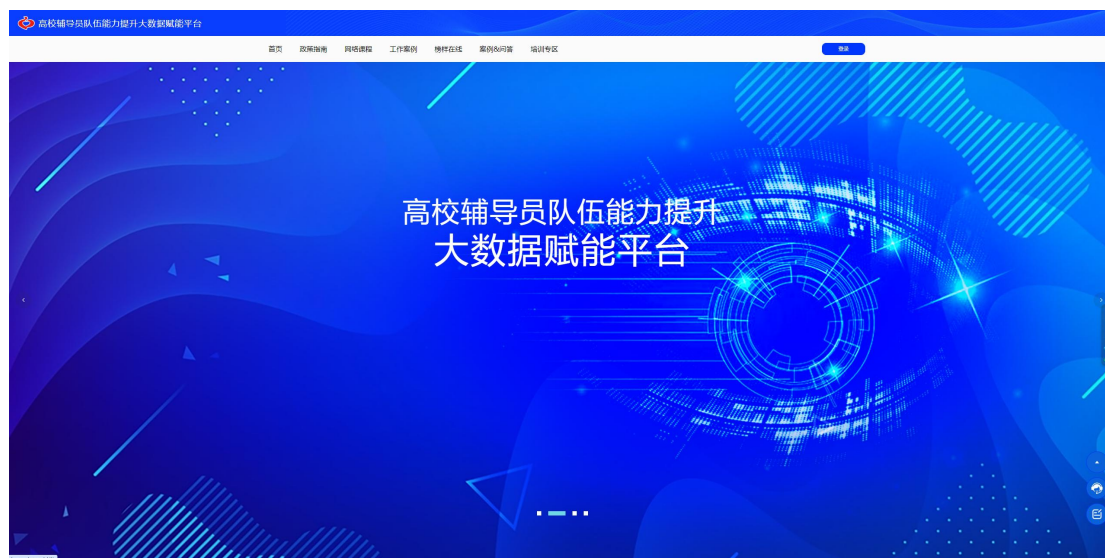 高校辅导员队伍能力提升大数据赋能平台
首页 政策指南 网络课程 工作案例 榜样在线 案例&问答 培训专区 登录
高校辅导员队伍能力提升
大数据赋能平台